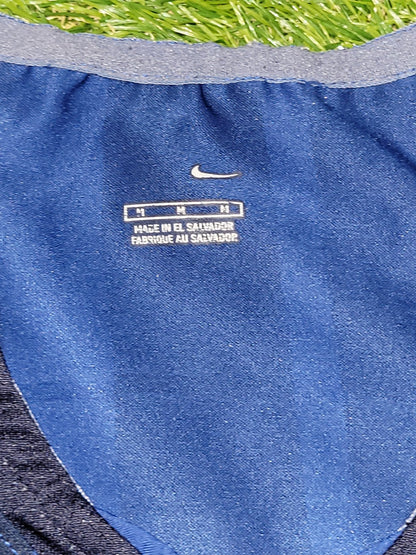 M M M
MADE IN EL SALVADOR
FABRIQUE AU SALVADOR